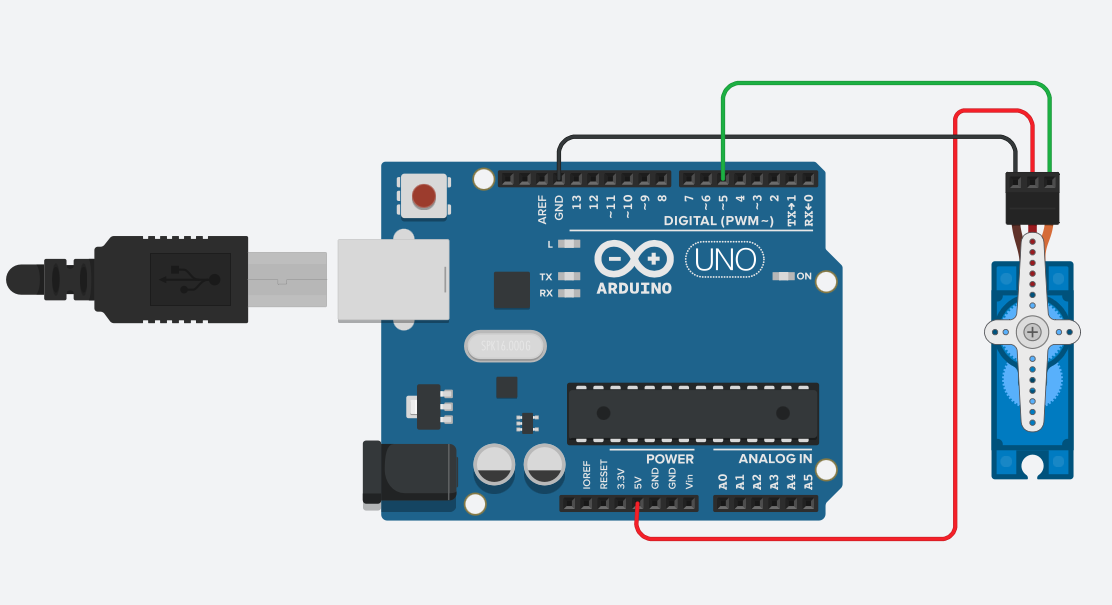 AREF
GND
13
12
~11
~10
~9
8
7
~6
~5
4
~3
2
TX→1
RX←0
DIGITAL (PWM~)
L
TX
RX
ARDUINO
UNO
ON
SPK16.000G
POWER
ANALOG IN
IOREF
RESET
3.3V
5V
GND
GND
Vin
A0
A1
A2
A3
A4
A5